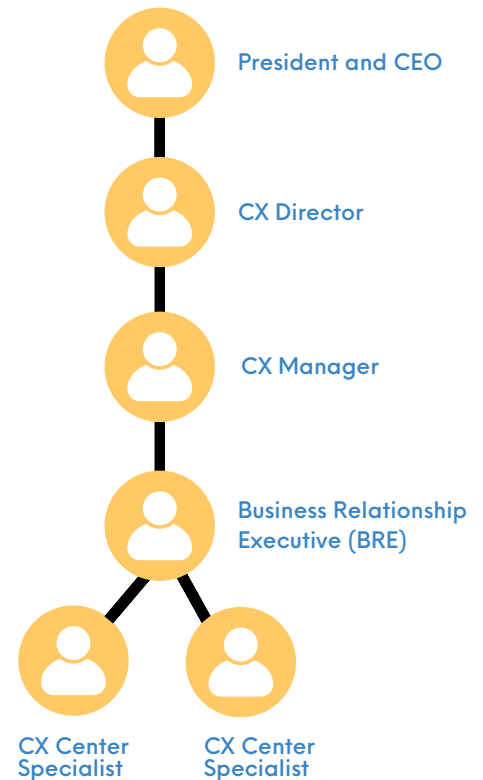 President and CEO
CX Director
CX Manager
Business Relationship
Executive (BRE)
CX Center
Specialist
CX Center
Specialist